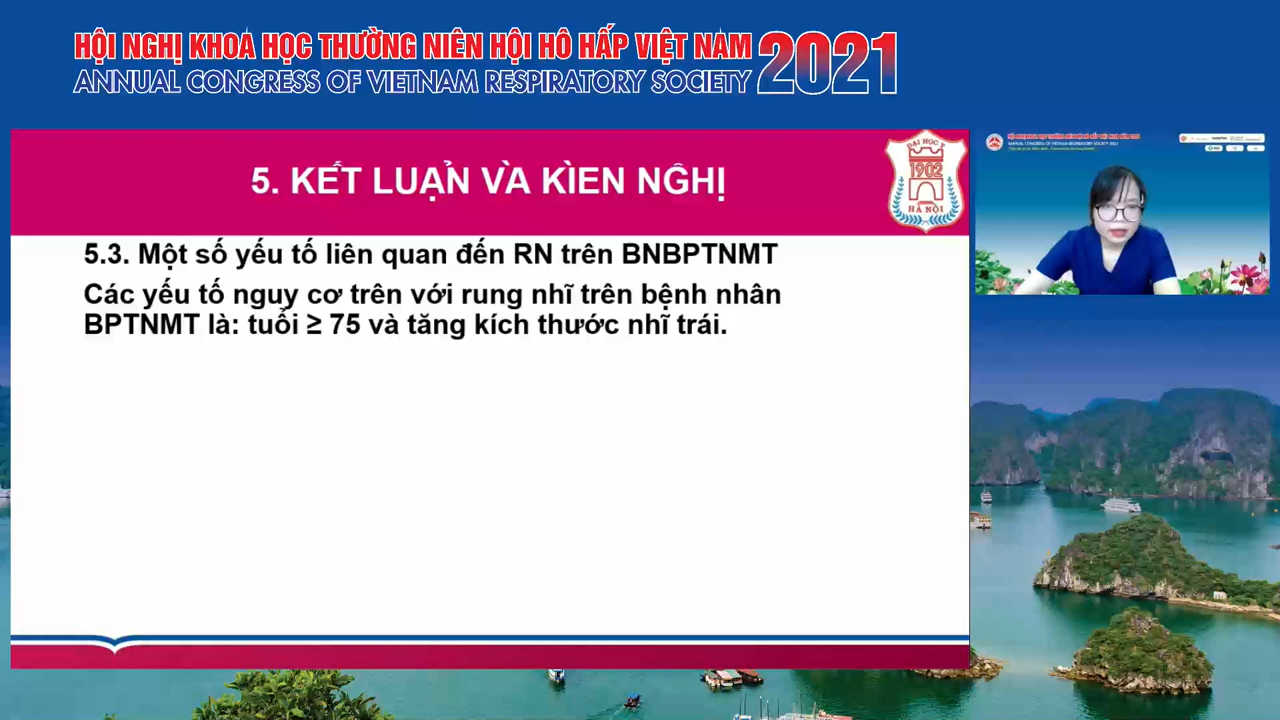 HỘI NGHỊ KHOA HỌC THƯỜNG NIÊN HỘI HÔ HẤP VIỆT NAM 2021
ANNUAL CONGRESS OF VIETNAM RESPIRATORY SOCIETY
5. KẾT LUẬN VÀ KÌEN NGHỊ
ĐẠI HỌC Y
1902
HÀ NỘI
5.3. Một số yếu tố liên quan đến RN trên BNBPTNMT
Các yếu tố nguy cơ trên với rung nhĩ trên bệnh nhân
BPTNMT là: tuổi ≥ 75 và tăng kích thước nhĩ trái.